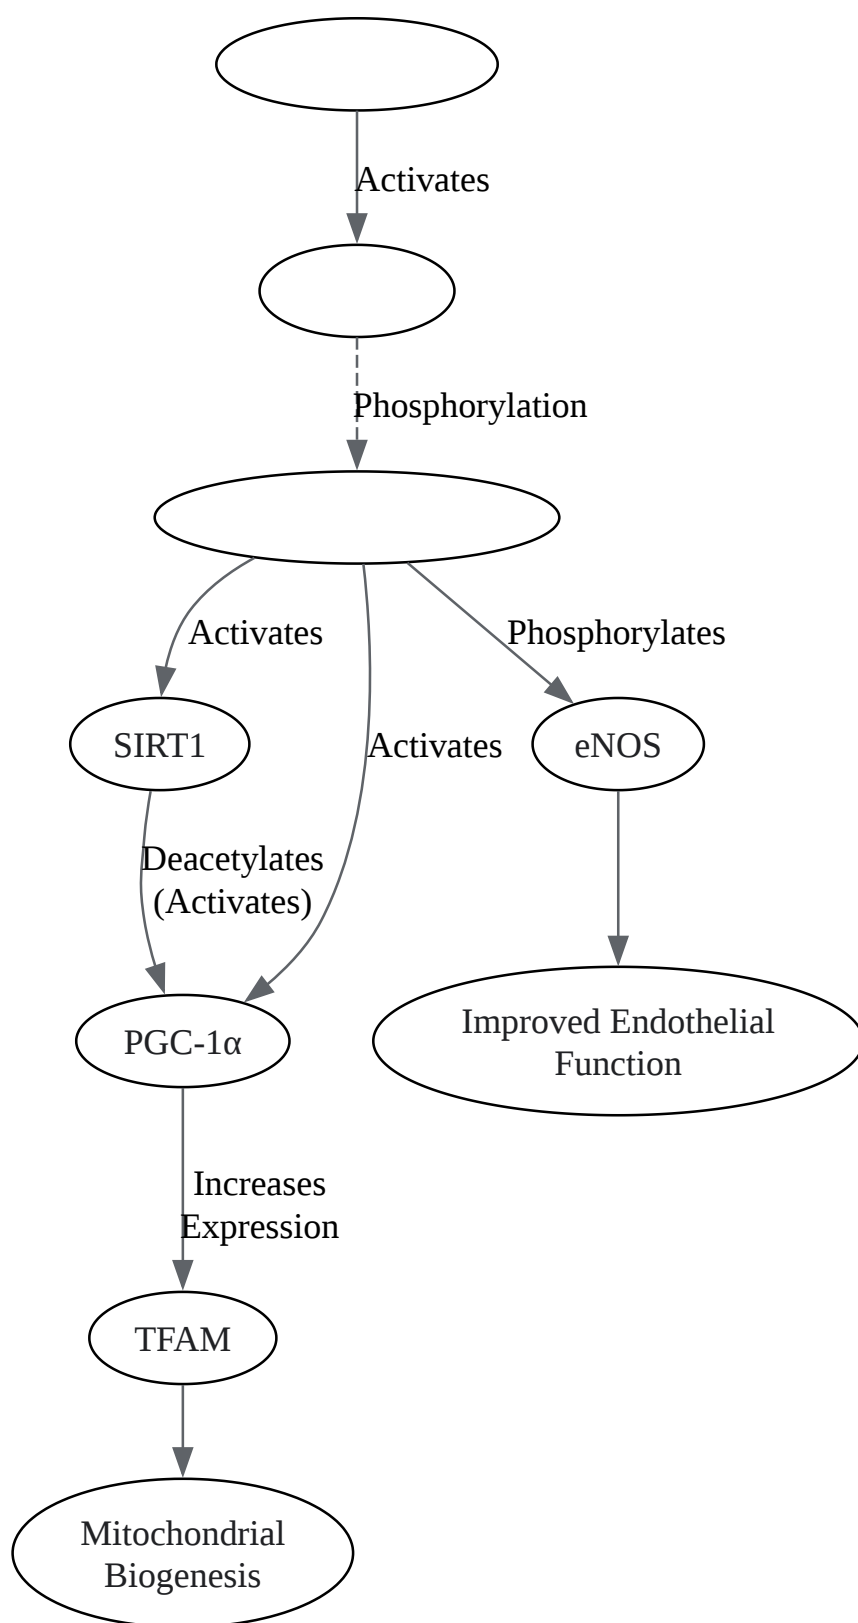 Activates
Phosphorylation
Activates
Phosphorylates
SIRT1
Activates
eNOS
Deacetylates
(Activates)
PGC-1α
Improved Endothelial
Function
Increases
Expression
TFAM
Mitochondrial
Biogenesis